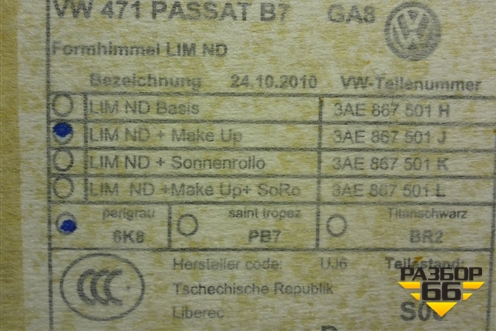 VW 471 PASSAT B7 GA8
Formhimmel LIM ND
Bezeichnung 24.10.2010 VW-Teilenummer
LIM ND Basis 3AE 867 501 H
LIM ND + Make Up 3AE 867 501 J
LIM ND + Sonnenrollo 3AE 867 501 K
LIM ND +Make Up+ SoRo 3AE 867 501 L
perlgrau saint tropez Titanschwarz
6K8 PB7 BR2
CCC Hersteller code: UJ6 Teilestand:
Tschechische Republik
Liberec
РАЗБОР
66